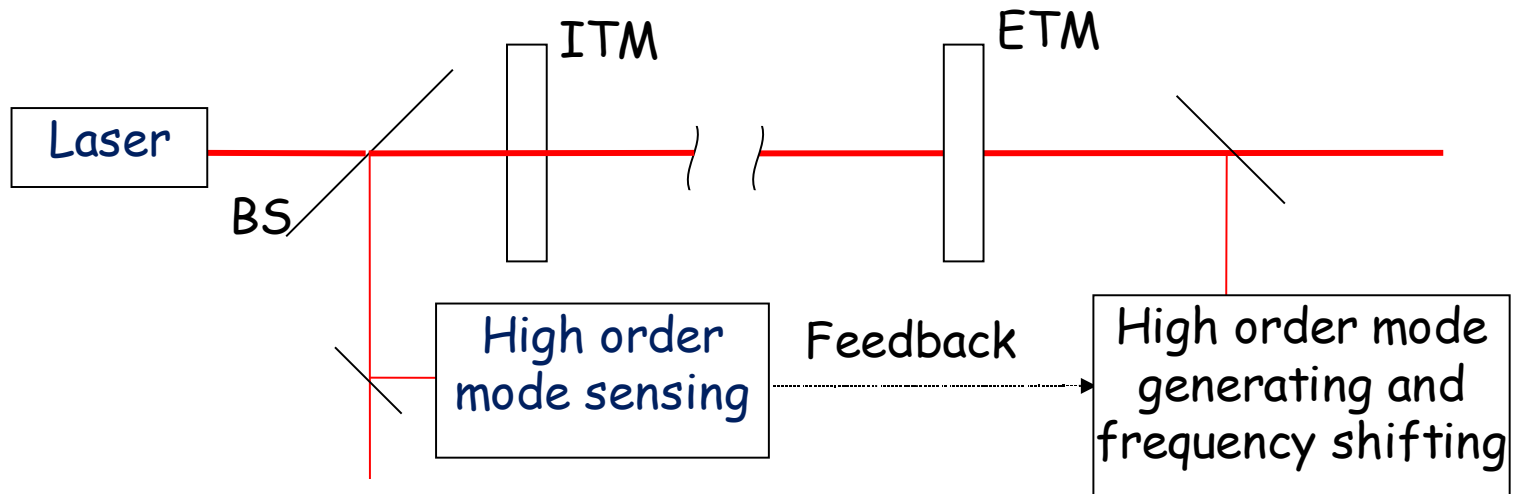 ITM
ETM
Laser
BS
High order
mode sensing
Feedback
High order mode
generating and
frequency shifting